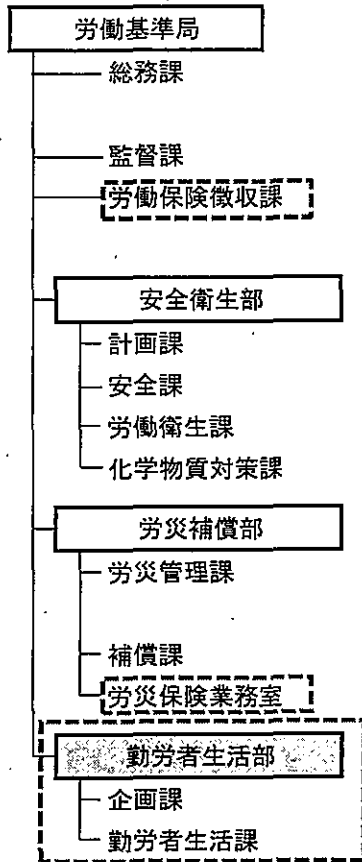 労働基準局
総務課
監督課
労働保険徴収課
安全衛生部
計画課
安全課
労働衛生課
化学物質対策課
労災補償部
労災管理課
補償課
労災保険業務室
勤労者生活部
企画課
勤労者生活課